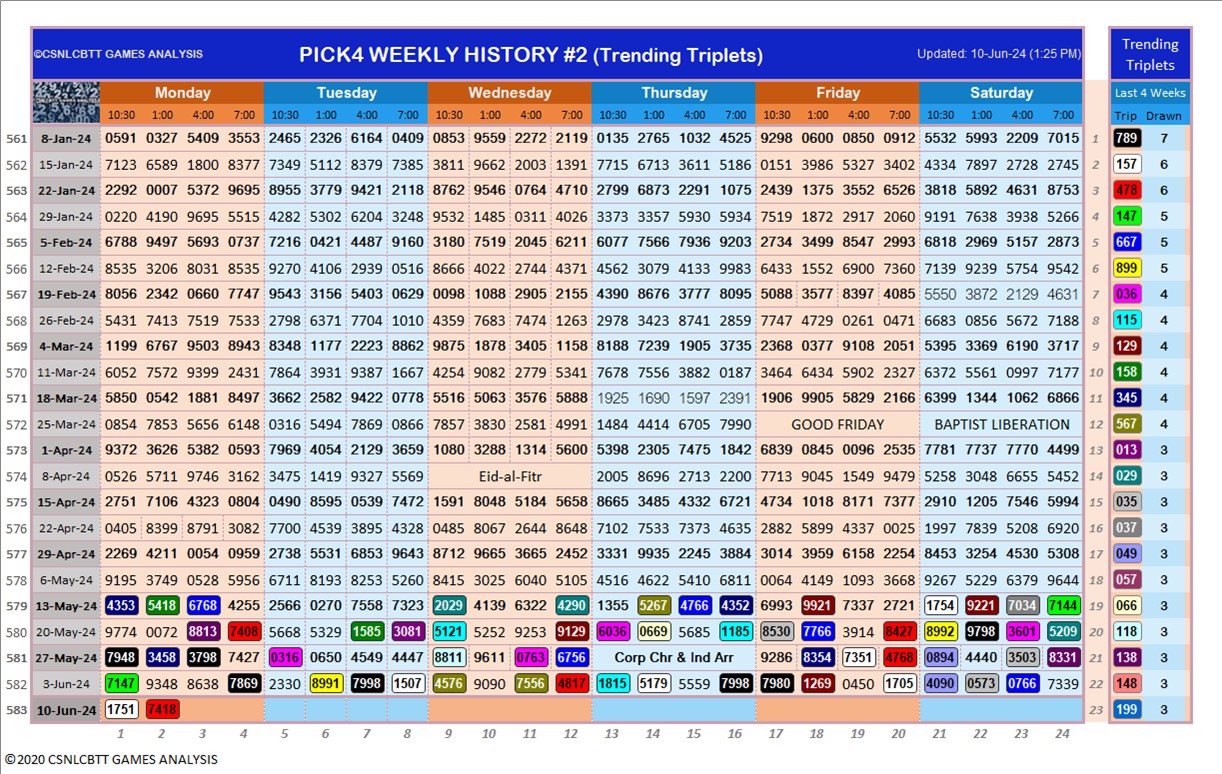 ©CSNLCBTT GAMES ANALYSIS PICK4 WEEKLY HISTORY #2 (Trending Triplets) Updated: 10-Jun-24 (1:25 PM) Trending Triplets
Monday Tuesday Wednesday Thursday Friday Saturday Last 4 Weeks
10:30 1:00 4:00 7:00 10:30 1:00 4:00 7:00 10:30 1:00 4:00 7:00 10:30 1:00 4:00 7:00 10:30 1:00 4:00 7:00 10:30 1:00 4:00 7:00 Trip Drawn
561 8-Jan-24 0591 0327 5409 3553 2465 2326 6164 0409 0853 9559 2272 2119 0135 2765 1032 4525 9298 0600 0850 0912 5532 5993 2209 7015 1 789 7
562 15-Jan-24 7123 6589 1800 8377 7349 5112 8379 7385 3011 9662 2003 1391 7715 6713 3611 5186 0151 3986 5327 3402 4334 7897 2728 2745 2 157 6
563 22-Jan-24 2292 0007 5372 9695 8955 3779 9421 2118 8762 9546 0764 4710 2799 6873 2291 1075 2439 1375 3552 6526 3818 5892 4631 8753 3 478 6
564 29-Jan-24 0220 4190 9695 5515 4282 5302 6204 3248 9532 1485 0311 4026 3373 3357 5930 5934 7519 1872 2917 2060 9191 7638 3938 5266 4 147 5
565 5-Feb-24 6788 9497 5693 0737 7216 0421 4487 9160 3180 7519 2045 6211 6077 7566 7936 9203 2734 3499 8547 2993 6818 2969 5157 2873 5 667 5
566 12-Feb-24 8535 3206 8031 8535 9270 4106 2939 0516 8666 4022 2744 4371 4562 3079 4133 9983 6433 1552 6900 7360 7139 9239 5754 9542 6 899 5
567 19-Feb-24 8056 2342 0660 7747 9543 3156 5403 0629 0098 1088 2905 2155 4390 8676 3777 8095 5088 3577 8397 4085 5550 3872 2129 4631 7 036 4
568 26-Feb-24 5431 7413 7519 7533 2798 6371 7704 1010 4359 7683 7474 1263 2978 3423 8741 2859 7747 4729 0261 0471 6683 0856 5672 7188 8 115 4
569 4-Mar-24 1199 6767 9503 8943 8348 1177 2223 8862 9875 1878 3405 1158 8188 7239 1905 3735 2368 0377 9108 2051 5395 3369 6190 3717 9 129 4
570 11-Mar-24 6052 7572 9399 2431 7864 3931 9387 1667 4254 9082 2779 5341 7678 7556 3882 0187 3464 6434 5902 2327 6372 5561 0997 7177 10 158 4
571 18-Mar-24 5850 0542 1881 8497 3662 2582 9422 0778 5516 5063 3576 5888 1925 1690 1597 2391 1906 9905 5829 2166 6399 1344 1062 6866 11 345 4
572 25-Mar-24 0854 7853 5656 6148 0316 5494 7869 0866 7857 3830 2581 4991 1484 4414 6705 7990 GOOD FRIDAY BAPTIST LIBERATION 12 567 4
573 1-Apr-24 9372 3626 5382 0593 7969 4054 2129 3659 1080 3288 1314 5600 5398 2305 7475 1842 6839 0845 0096 2535 7781 7737 7770 4499 13 013 3
574 8-Apr-24 0526 5711 9746 3162 3475 1419 9327 5569 Eid-al-Fitr 2005 8696 2713 2200 7713 9045 1549 9479 5258 3048 6655 5452 14 029 3
575 15-Apr-24 2751 7106 4323 0804 0490 8595 0539 7472 1591 8048 5184 5658 8665 3485 4332 6721 4734 1018 8171 7377 2910 1205 7546 5994 15 035 3
576 22-Apr-24 0405 8399 8791 3082 7700 4539 3895 4328 0485 8067 2644 8648 7102 7533 7373 4635 2882 5899 4337 0025 1997 7839 5208 6920 16 037 3
577 29-Apr-24 2269 4211 0054 0959 2738 5531 6853 9643 8712 9665 3665 2452 3331 9935 2245 3884 3014 3959 6158 2254 8453 3254 4530 5308 17 049 3
578 6-May-24 9195 3749 0528 5956 6711 8193 8253 5260 8415 3025 6040 5105 4516 4622 5410 6811 0064 4149 1093 3668 9267 5229 6379 9644 18 057 3
579 13-May-24 4353 5418 6768 4255 2566 0270 7558 7323 2029 4139 6322 4290 1355 5267 4766 4352 6993 9921 7337 2721 1754 9221 7034 7144 19 066 3
580 20-May-24 9774 0072 8813 7408 5668 5329 1585 3081 5121 5252 9253 9129 6036 0669 5685 1185 8530 7766 3914 8427 8992 9798 3601 5209 20 118 3
581 27-May-24 7948 3458 3798 7427 0316 0650 4549 4447 8811 9611 0763 6756 Corp Chr & Ind Arr 9286 8354 7351 4768 0894 4440 3503 8331 21 138 3
582 3-Jun-24 7147 9348 8638 7869 2330 8991 7998 1507 4576 9090 7556 4817 1815 5179 5559 7998 7980 1269 0450 1705 4090 0573 0766 7339 22 148 3
583 10-Jun-24 1751 7418 23 199 3
1 2 3 4 5 6 7 8 9 10 11 12 13 14 15 16 17 18 19 20 21 22 23 24
©2020 CSNLCBTT GAMES ANALYSIS